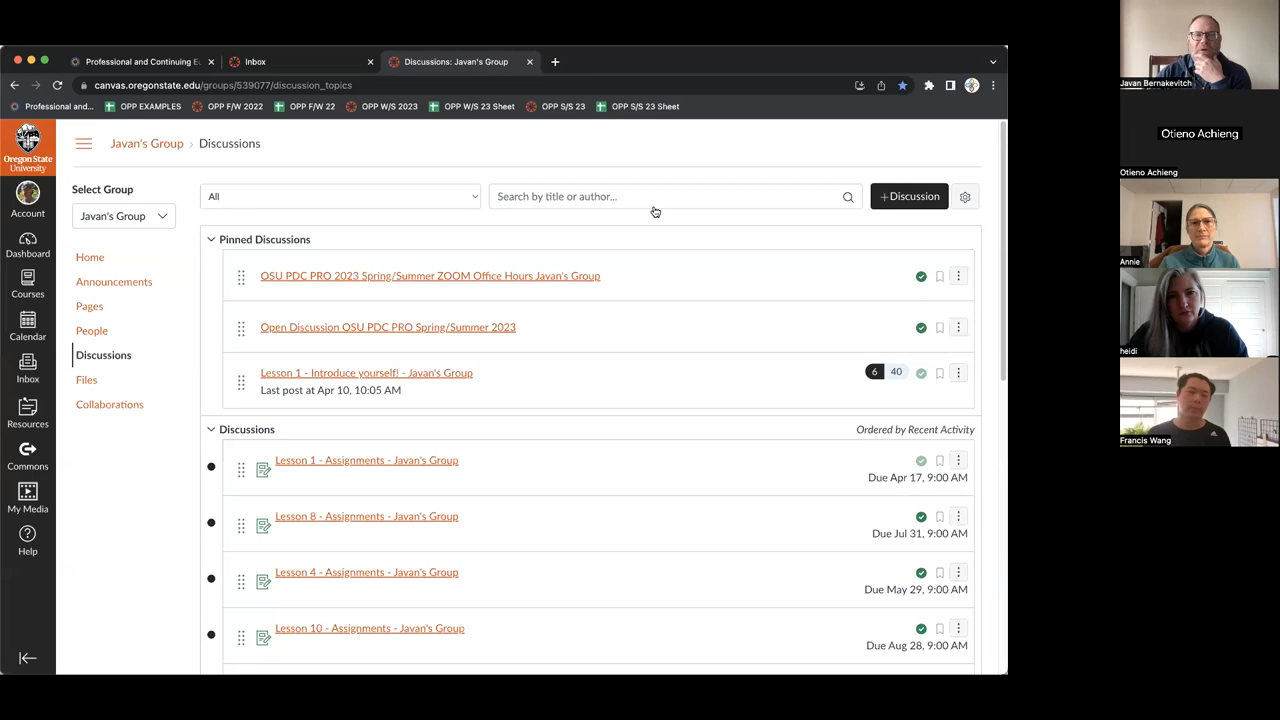 Professional and Continuing E
Inbox
Discussions: Javan's Group
canvas.oregonstate.edu/groups/539077/discussion_topics
Professional and...
OPP EXAMPLES
OPP F/W 2022
OPP F/W 22
OPP W/S 2023
OPP W/S 23 Sheet
OPP S/S 23
OPP S/S 23 Sheet
Oregon State
University
Account
Dashboard
Courses
Calendar
Inbox
Resources
Commons
My Media
Help
Javan's Group › Discussions
Select Group
Javan's Group
Home
Announcements
Pages
People
Discussions
Files
Collaborations
All
Search by title or author...
+Discussion
Pinned Discussions
OSU PDC PRO 2023 Spring/Summer ZOOM Office Hours Javan's Group
Open Discussion OSU PDC PRO Spring/Summer 2023
Lesson 1 - Introduce yourself! - Javan's Group
6 40
Last post at Apr 10, 10:05 AM
Discussions
Ordered by Recent Activity
Lesson 1 - Assignments - Javan's Group
Due Apr 17, 9:00 AM
Lesson 8 - Assignments - Javan's Group
Due Jul 31, 9:00 AM
Lesson 4 - Assignments - Javan's Group
Due May 29, 9:00 AM
Lesson 10 - Assignments - Javan's Group
Due Aug 28, 9:00 AM
Javan Bernakevitch
Otieno Achieng
Otieno Achieng
Annie
heidi
Francis Wang